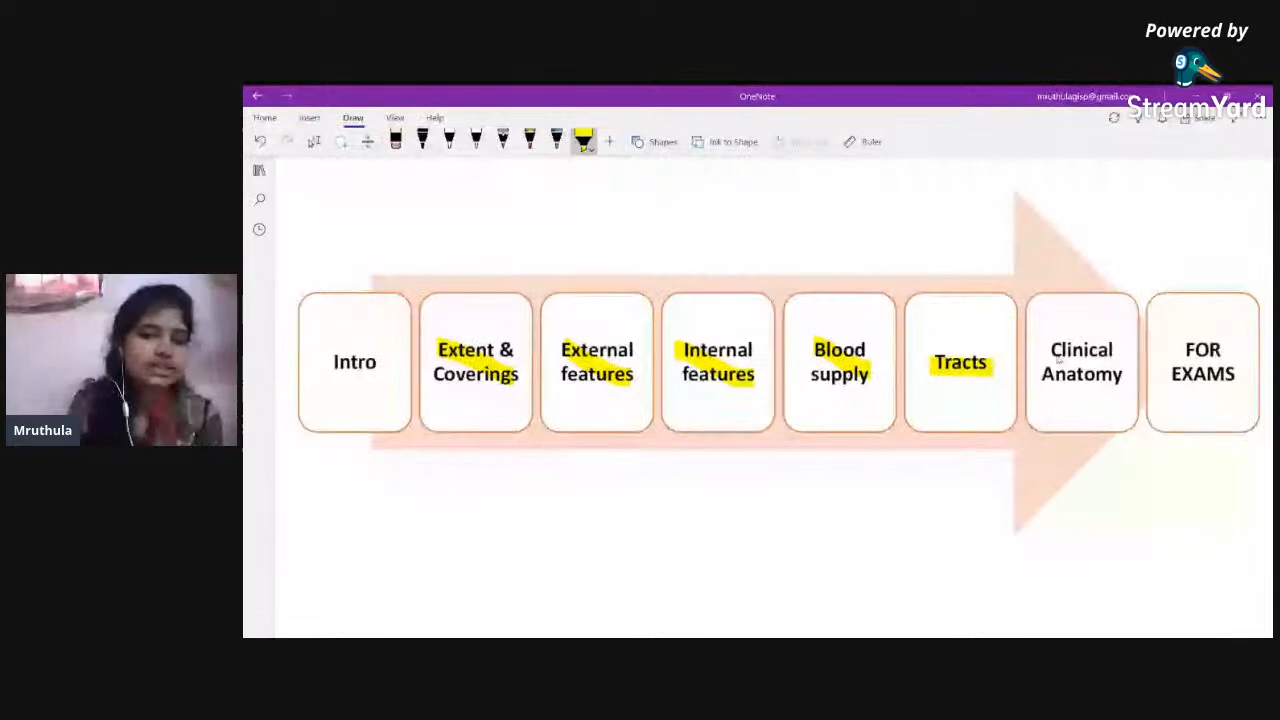 Powered by
StreamYard
OneNote
Home Insert Draw View Help
Shapes Ink to Shape Ruler
Intro
Extent &
Coverings
External
features
Internal
features
Blood
supply
Tracts
Clinical
Anatomy
FOR
EXAMS
Mruthula